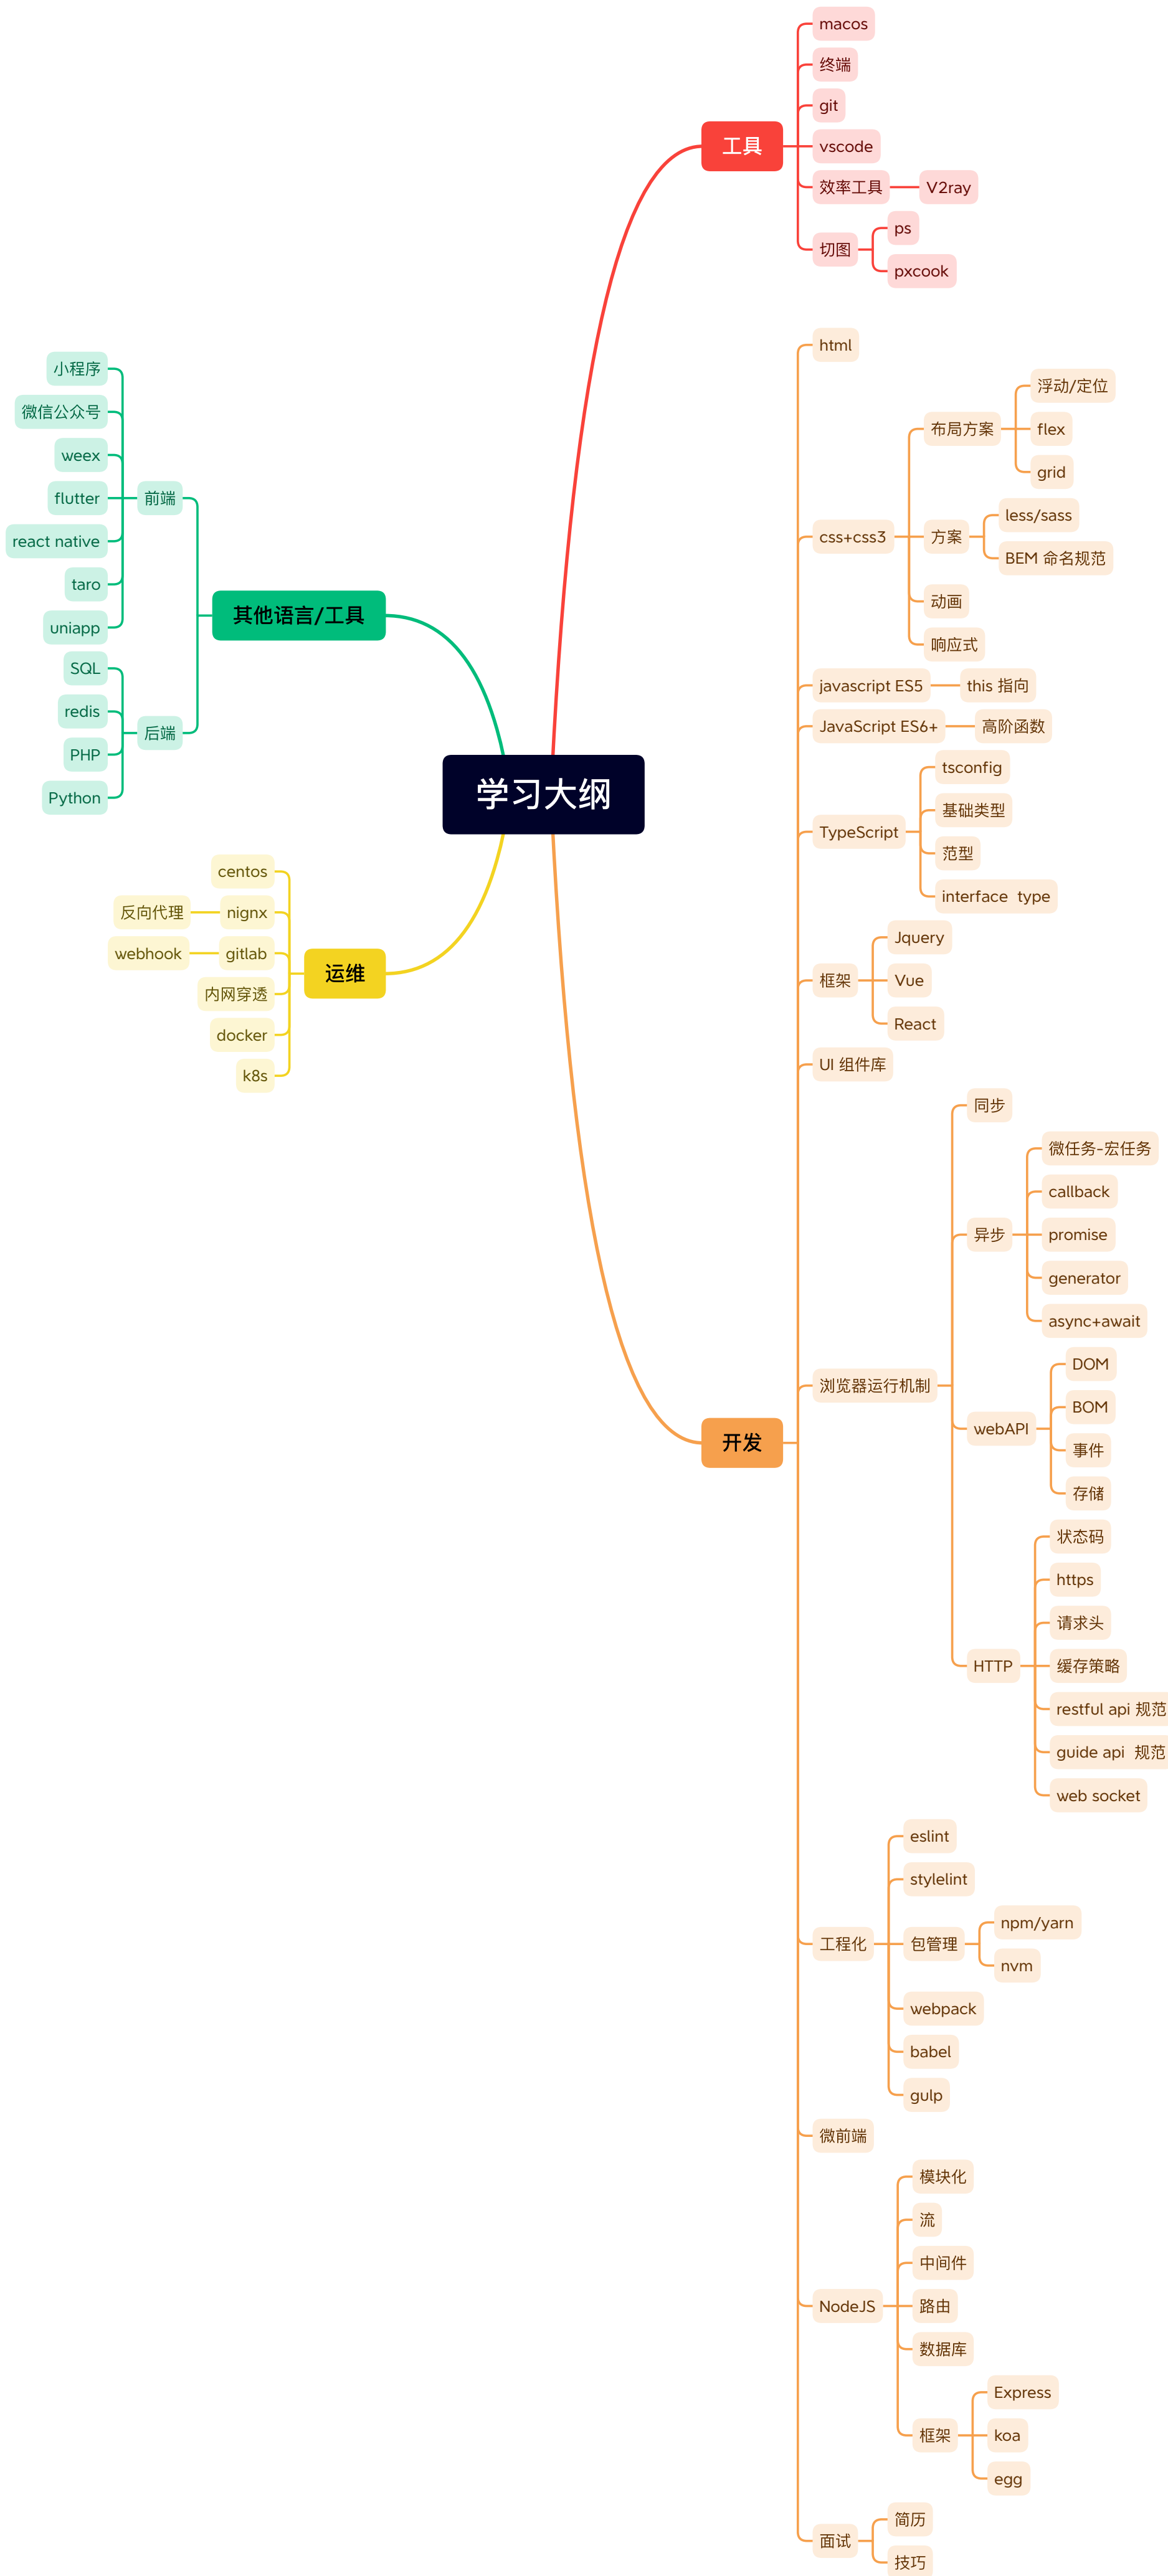 学习大纲
工具
macos
终端
git
vscode
效率工具
V2ray
切图
ps
pxcook
开发
html
css+css3
布局方案
浮动/定位
flex
grid
方案
less/sass
BEM 命名规范
动画
响应式
javascript ES5
this 指向
JavaScript ES6+
高阶函数
TypeScript
tsconfig
基础类型
范型
interface  type
框架
Jquery
Vue
React
UI 组件库
浏览器运行机制
同步
异步
微任务-宏任务
callback
promise
generator
async+await
webAPI
DOM
BOM
事件
存储
HTTP
状态码
https
请求头
缓存策略
restful api 规范
guide api  规范
web socket
工程化
eslint
stylelint
包管理
npm/yarn
nvm
webpack
babel
gulp
微前端
NodeJS
模块化
流
中间件
路由
数据库
框架
Express
koa
egg
面试
简历
技巧
其他语言/工具
前端
小程序
微信公众号
weex
flutter
react native
taro
uniapp
后端
SQL
redis
PHP
Python
运维
centos
nignx
反向代理
gitlab
webhook
内网穿透
docker
k8s